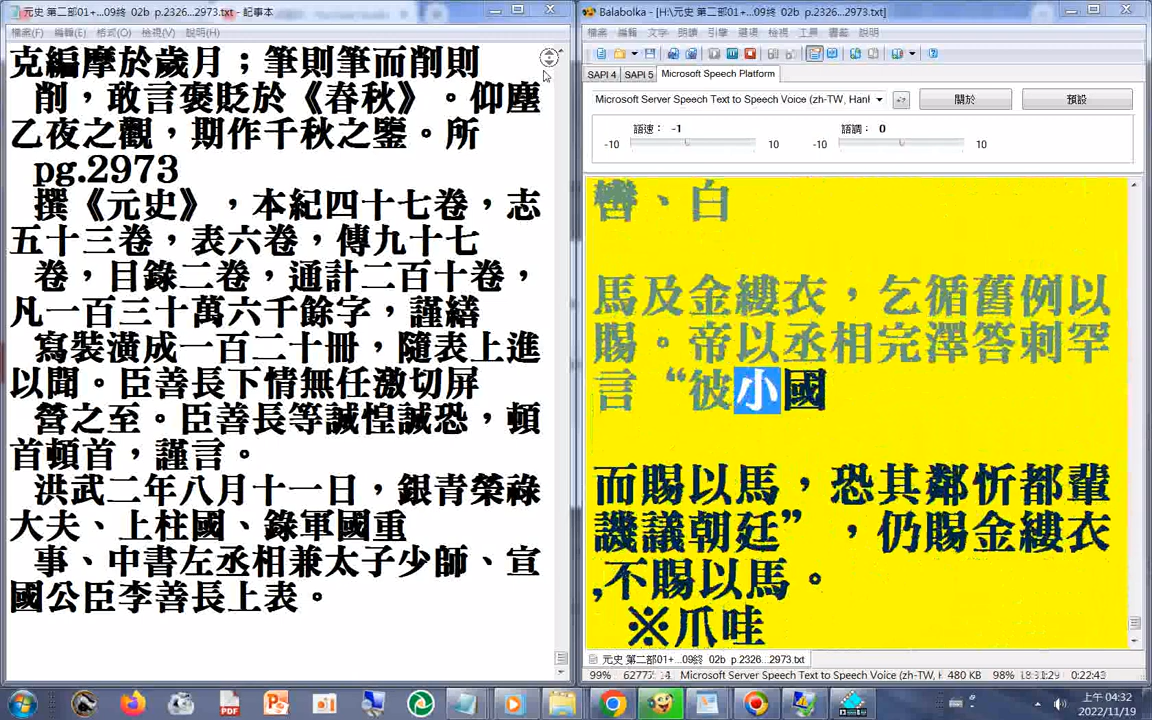 元史 第二部01+...09终 02b p.2326...2973.txt - 記事本
檔案(F) 編輯(E) 格式(O) 檢視(V) 說明(H)
克編摩於歲月；筆則筆而削則
削，敢言褒貶於《春秋》。仰塵
乙夜之觀，期作千秋之鑒。所
pg.2973
撰《元史》，本紀四十七卷，志
五十三卷，表六卷，傳九十七
卷，目錄二卷，通計二百十卷，
凡一百三十萬六千餘字，謹繕
寫裝潢成一百二十冊，隨表上進
以聞。臣善長下情無任激切屏
營之至。臣善長等誠惶誠恐，頓
首頓首，謹言。
洪武二年八月十一日，銀青榮祿
大夫、上柱國、錄軍國重
事、中書左丞相兼太子少師、宣
國公臣李善長上表。
Balabolka - [H:\元史 第二部01+...09终 02b p.2326...2973.txt]
檔案 編輯 文字 朗讀 引擎 選項 檢視 工具 書籤 說明
SAPI 4 SAPI 5 Microsoft Speech Platform
Microsoft Server Speech Text to Speech Voice (zh-TW, Hanl
關於 預設
語速： -1 語調： 0
-10 10 -10 10
轡、白
馬及金縷衣，乞循舊例以
賜。帝以丞相完澤答剌罕
言“彼小國
而賜以馬，恐其鄰忻都輩
譏議朝廷”，仍賜金縷衣
,不賜以馬。
※爪哇
元史 第二部01+...09终 02b p.2326...2973.txt
99% Microsoft Server Speech Text to Speech Voice (zh-TW, H 480 KB 98% 0:22:43
上午 04:32
2022/11/19